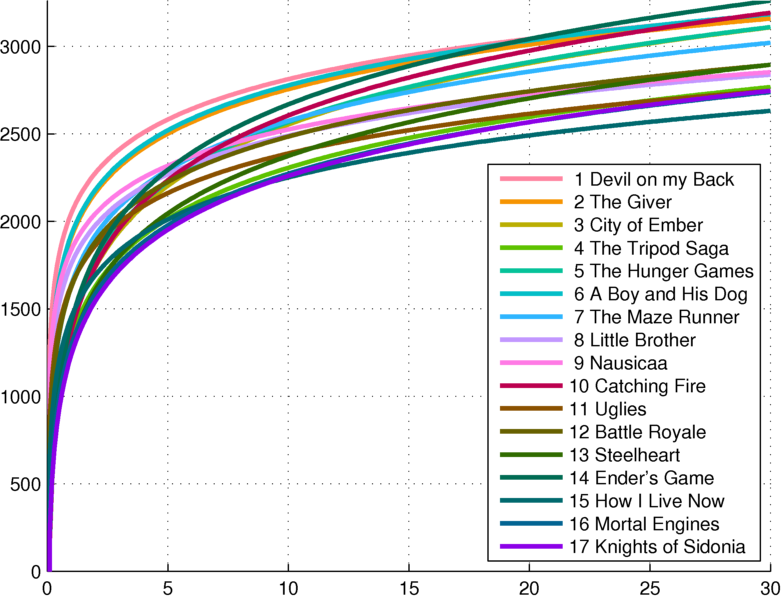 3000
2500
2000
1500
1000
500
0
0 5 10 15 20 25 30
1 Devil on my Back
2 The Giver
3 City of Ember
4 The Tripod Saga
5 The Hunger Games
6 A Boy and His Dog
7 The Maze Runner
8 Little Brother
9 Nausicaa
10 Catching Fire
11 Uglies
12 Battle Royale
13 Steelheart
14 Ender's Game
15 How I Live Now
16 Mortal Engines
17 Knights of Sidonia